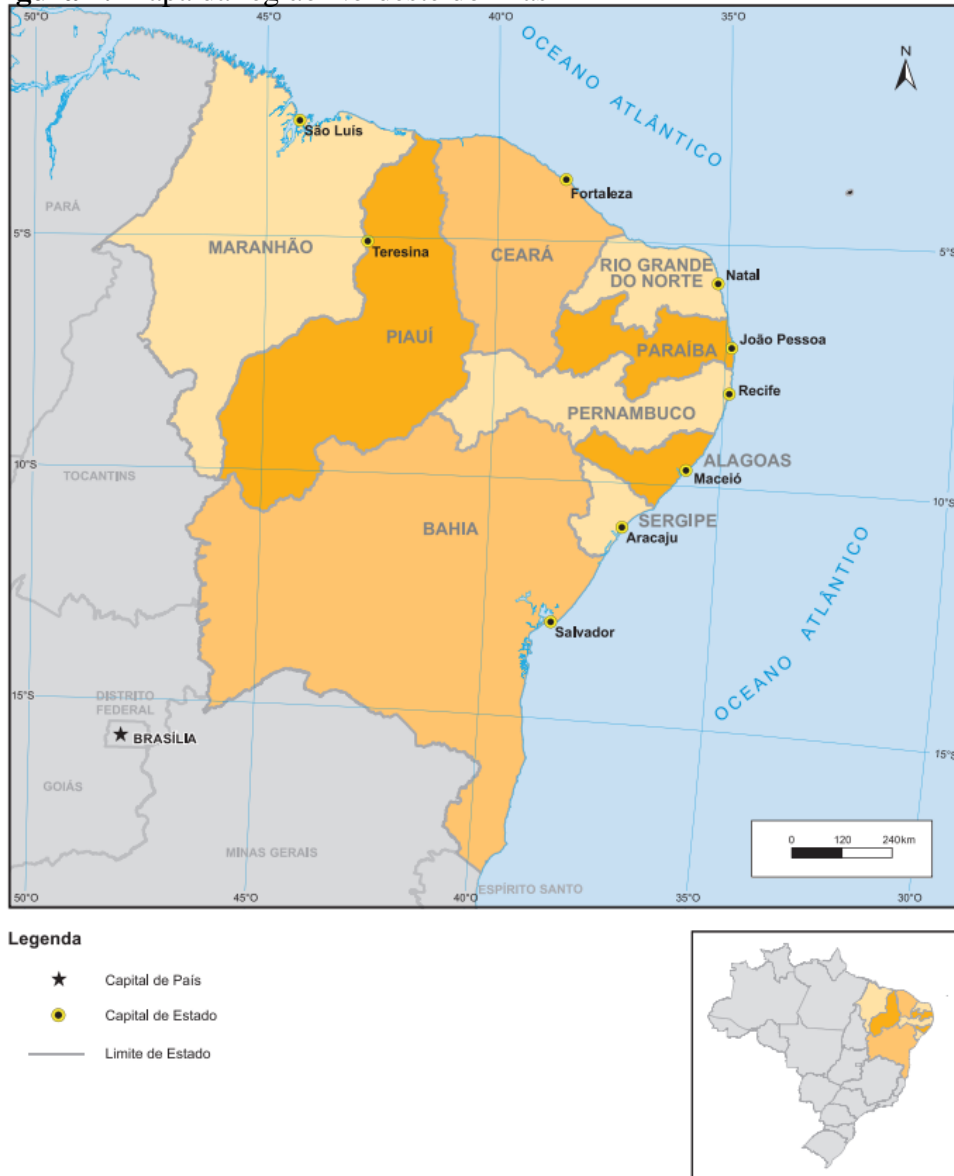 50°O
45°O
40°O
35°O
OCEANO ATLÂNTICO
N
São Luís
Fortaleza
PARÁ
5°S
MARANHÃO
Teresina
CEARÁ
RIO GRANDE
DO NORTE
Natal
5°S
PIAUÍ
PARAÍBA
João Pessoa
Recife
PERNAMBUCO
10°S
TOCANTINS
ALAGOAS
Maceió
10°S
BAHIA
SERGIPE
Aracaju
OCEANO ATLÂNTICO
Salvador
15°S
DISTRITO
FEDERAL
BRASÍLIA
15°S
GOIÁS
0 120 240km
MINAS GERAIS
ESPÍRITO SANTO
50°O
45°O
40°O
35°O
30°O
Legenda
Capital de País
Capital de Estado
Limite de Estado